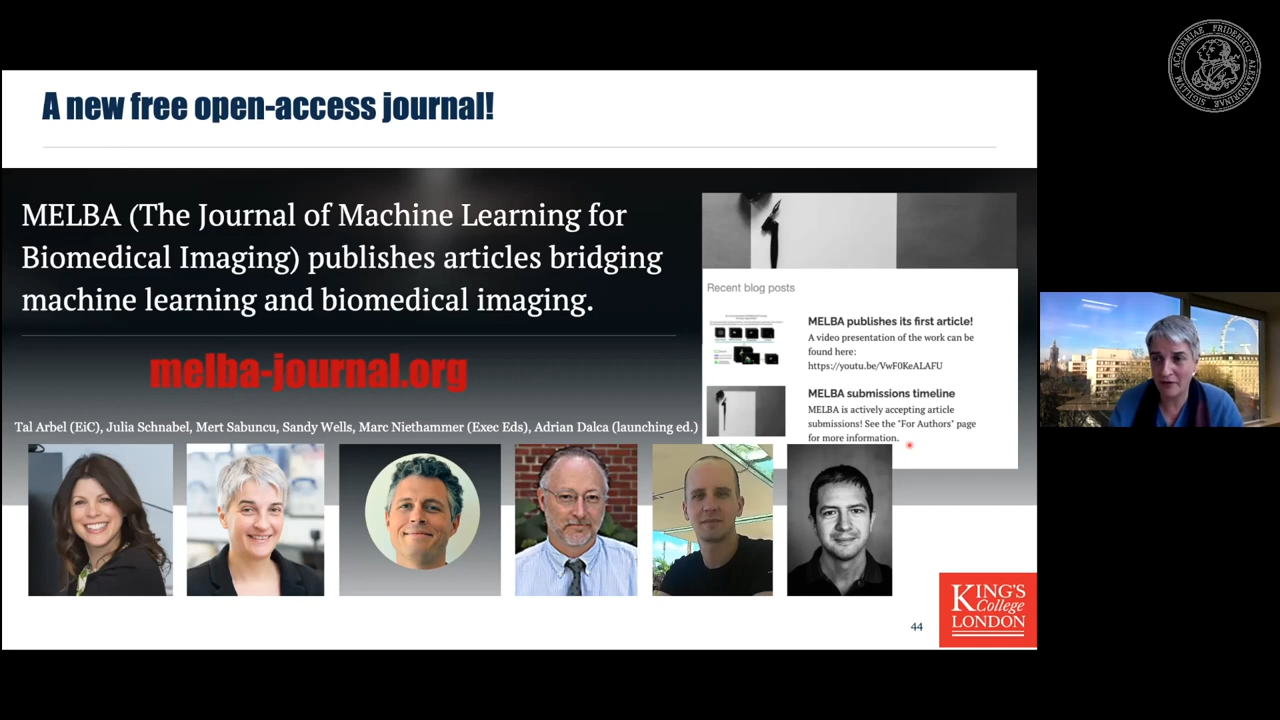 A new free open-access journal!
MELBA (The Journal of Machine Learning for
Biomedical Imaging) publishes articles bridging
machine learning and biomedical imaging.
melba-journal.org
Tal Arbel (EiC), Julia Schnabel, Mert Sabuncu, Sandy Wells, Marc Niethammer (Exec Eds), Adrian Dalca (launching ed.)
Recent blog posts
MELBA publishes its first article!
A video presentation of the work can be
found here:
https://youtu.be/VwF0KeALAFU
MELBA submissions timeline
MELBA is actively accepting article
submissions! See the "For Authors" page
for more information.
44
KING'S
College
LONDON
SIGILLVM ACADEMIAE FRIDERICO ALEXANDRINAE